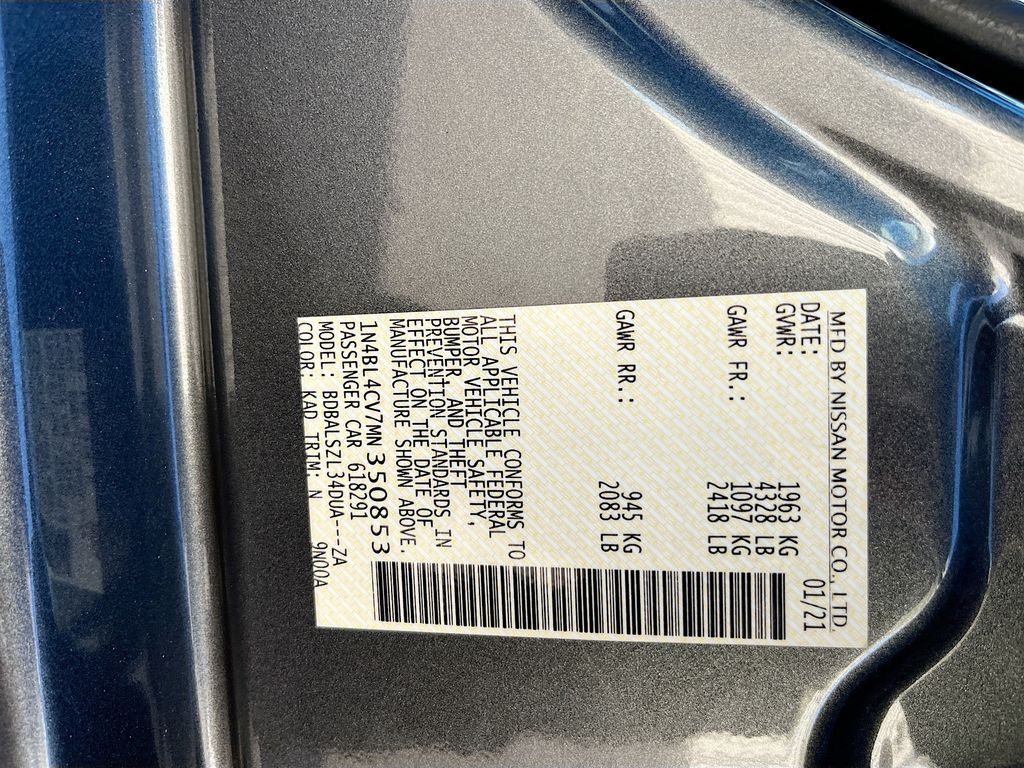 MFD BY NISSAN MOTOR CO., LTD.
DATE: 01/21
GVWR: 1963 KG
4328 LB
GAWR FR.: 1097 KG
2418 LB
GAWR RR.: 945 KG
2083 LB
THIS VEHICLE CONFORMS TO
ALL APPLICABLE FEDERAL
MOTOR VEHICLE SAFETY,
BUMPER, AND THEFT
PREVENTION STANDARDS IN
EFFECT ON THE DATE OF
MANUFACTURE SHOWN ABOVE.
1N4BL4CV7MN350853
PASSENGER CAR 618291
MODEL: BDBALSZL34DUA---ZA
COLOR: KAD TRIM: N 9N00A